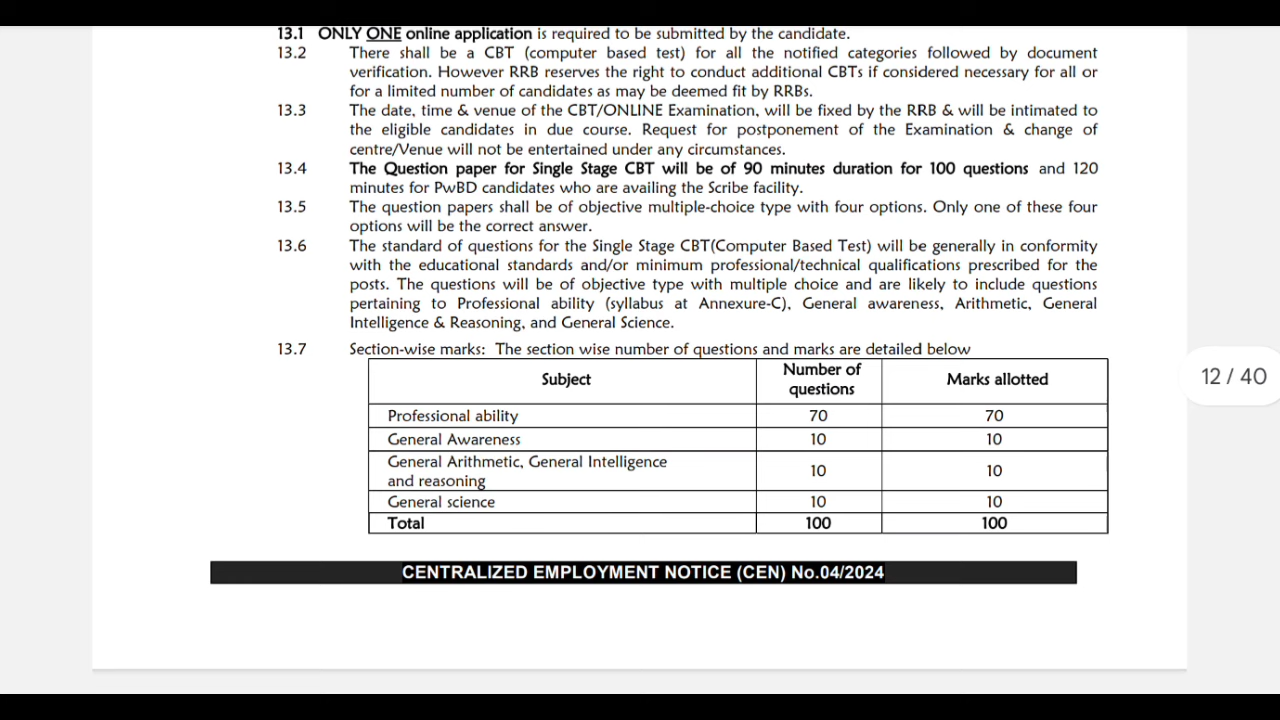 13.1 ONLY ONE online application is required to be submitted by the candidate.
13.2 There shall be a CBT (computer based test) for all the notified categories followed by document
verification. However RRB reserves the right to conduct additional CBTs if considered necessary for all or
for a limited number of candidates as may be deemed fit by RRBs.
13.3 The date, time & venue of the CBT/ONLINE Examination, will be fixed by the RRB & will be intimated to
the eligible candidates in due course. Request for postponement of the Examination & change of
centre/Venue will not be entertained under any circumstances.
13.4 The Question paper for Single Stage CBT will be of 90 minutes duration for 100 questions and 120
minutes for PwBD candidates who are availing the Scribe facility.
13.5 The question papers shall be of objective multiple-choice type with four options. Only one of these four
options will be the correct answer.
13.6 The standard of questions for the Single Stage CBT(Computer Based Test) will be generally in conformity
with the educational standards and/or minimum professional/technical qualifications prescribed for the
posts. The questions will be of objective type with multiple choice and are likely to include questions
pertaining to Professional ability (syllabus at Annexure-C), General awareness, Arithmetic, General
Intelligence & Reasoning, and General Science.
13.7 Section-wise marks: The section wise number of questions and marks are detailed below
Subject Number of questions Marks allotted
Professional ability 70 70
General Awareness 10 10
General Arithmetic, General Intelligence
and reasoning 10 10
General science 10 10
Total 100 100
12 / 40
CENTRALIZED EMPLOYMENT NOTICE (CEN) No.04/2024